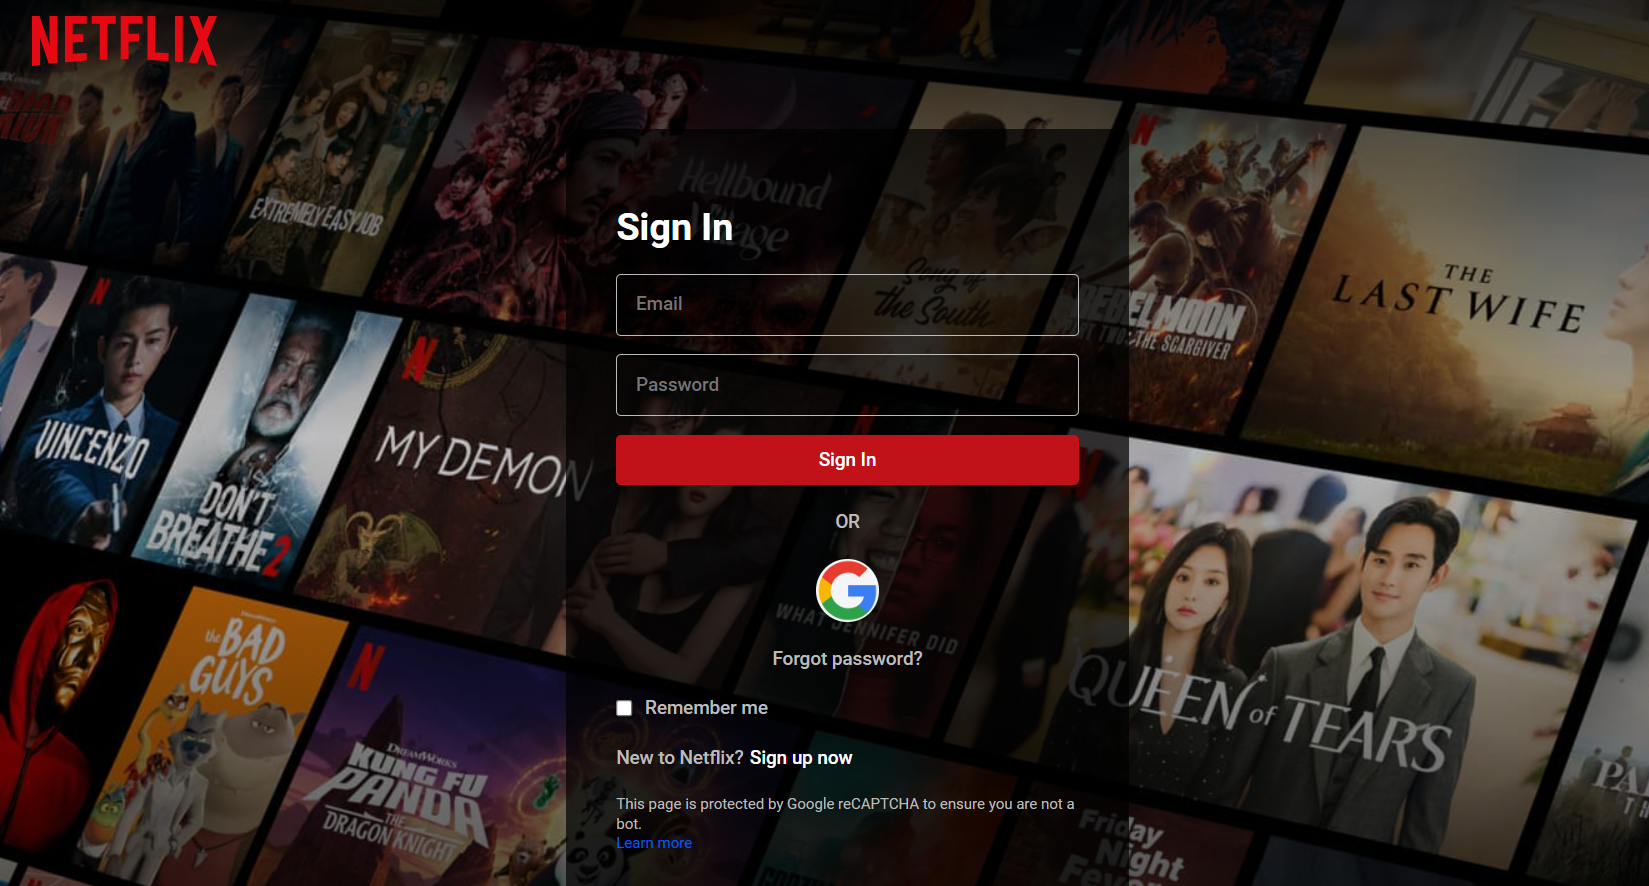 NETFLIX
EXTREMELY EASY JOB
Hellbound
Village
Sign In
Email
Song of
the South
REBEL MOON
THE SCARGIVER
THE
LAST WIFE
Password
VINCENZO
MY DEMON
Sign In
DON'T
BREATHE 2
OR
WHAT JENNIFER DID
the
BAD
GUYS
Forgot password?
QUEEN of TEARS
Remember me
DREAMWORKS
KUNG FU
PANDA
THE
DRAGON KNIGHT
New to Netflix? Sign up now
This page is protected by Google reCAPTCHA to ensure you are not a
bot.
Learn more
Friday
Night